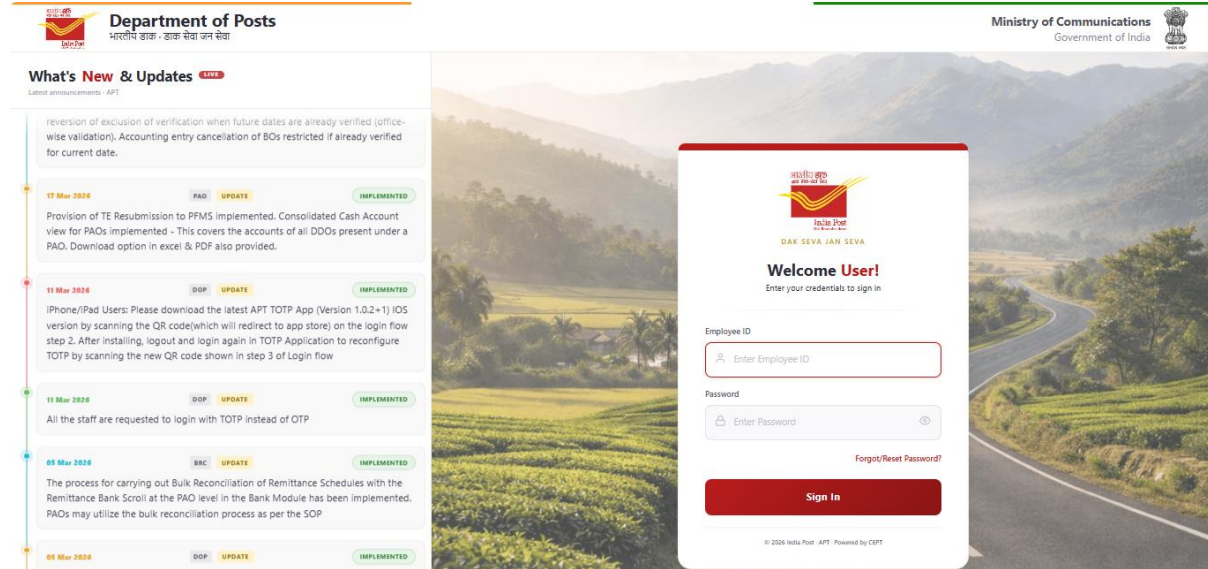 भारतीय डाक
India Post
Department of Posts
भारतीय डाक - डाक सेवा जन सेवा
Ministry of Communications
Government of India
What's New & Updates LIVE
Latest announcements · APT
reversion of exclusion of verification when future dates are already verified (office-
wise validation). Accounting entry cancellation of BOs restricted if already verified
for current date.
17 Mar 2026 PAO UPDATE IMPLEMENTED
Provision of TE Resubmission to PFMS implemented. Consolidated Cash Account
view for PAOs implemented - This covers the accounts of all DDOs present under a
PAO. Download option in excel & PDF also provided.
11 Mar 2026 DOP UPDATE IMPLEMENTED
iPhone/iPad Users: Please download the latest APT TOTP App (Version 1.0.2+1) IOS
version by scanning the QR code(which will redirect to app store) on the login flow
step 2. After installing, logout and login again in TOTP Application to reconfigure
TOTP by scanning the new QR code shown in step 3 of Login flow
11 Mar 2026 DOP UPDATE IMPLEMENTED
All the staff are requested to login with TOTP instead of OTP
05 Mar 2026 BRC UPDATE IMPLEMENTED
The process for carrying out Bulk Reconciliation of Remittance Schedules with the
Remittance Bank Scroll at the PAO level in the Bank Module has been implemented.
PAOs may utilize the bulk reconciliation process as per the SOP
05 Mar 2026 DOP UPDATE IMPLEMENTED
भारतीय डाक
India Post
DAK SEVA JAN SEVA
Welcome User!
Enter your credentials to sign in
Employee ID
Enter Employee ID
Password
Enter Password
Forgot/Reset Password?
Sign In
© 2026 India Post · APT · Powered by CEPT